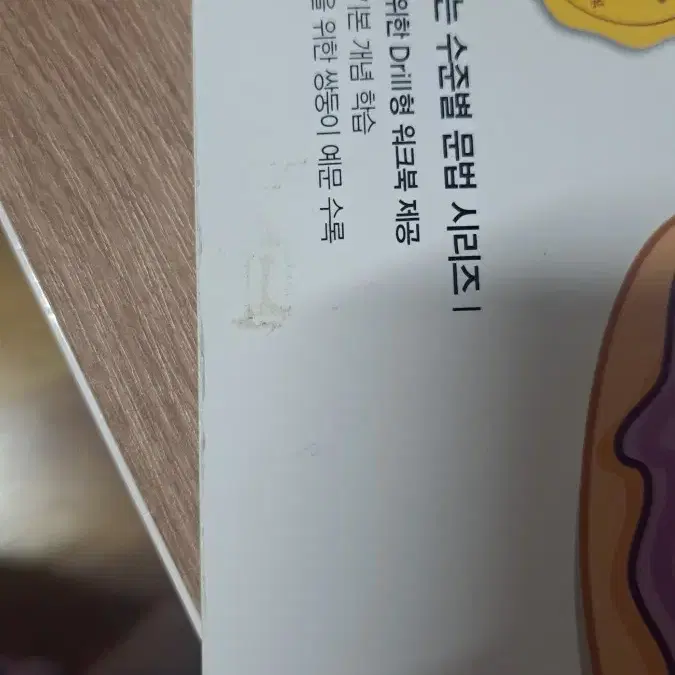 는 수준별 문법 시리즈 |
위한 Drill형 워크북 제공
기본 개념 학습
을 위한 쌍둥이 예문 수록